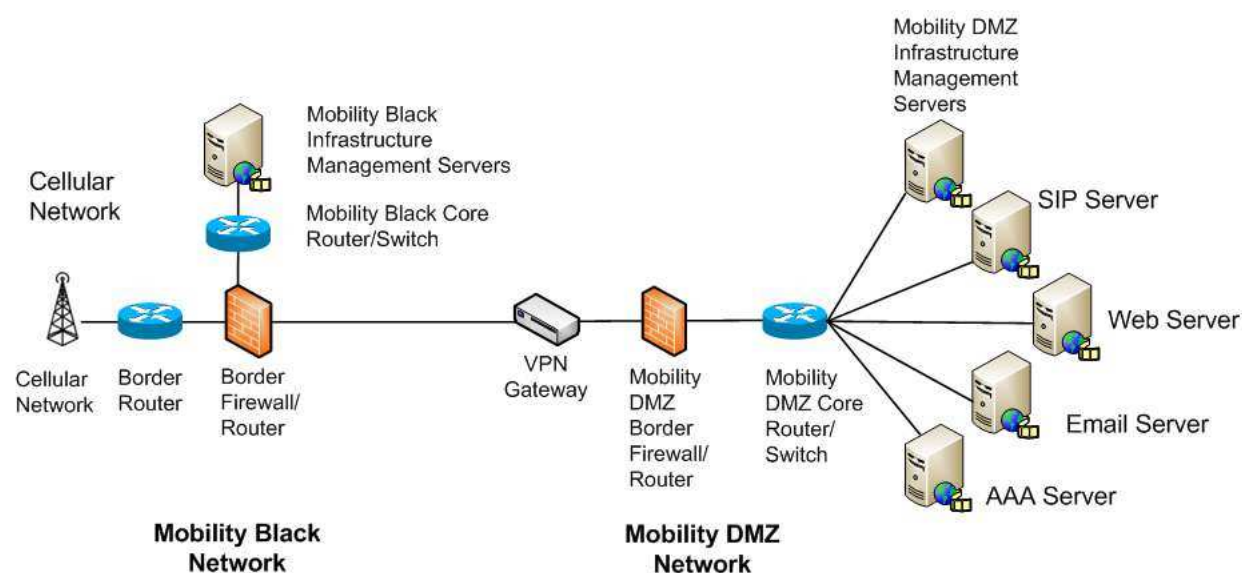 Mobility DMZ
Infrastructure
Management
Servers
Mobility Black
Infrastructure
Management Servers
Cellular
Network
SIP Server
Mobility Black Core
Router/Switch
Web Server
Cellular
Network
Border
Router
Border
Firewall/
Router
VPN
Gateway
Mobility
DMZ
Border
Firewall/
Router
Mobility
DMZ Core
Router/
Switch
Email Server
AAA Server
Mobility Black
Network
Mobility DMZ
Network